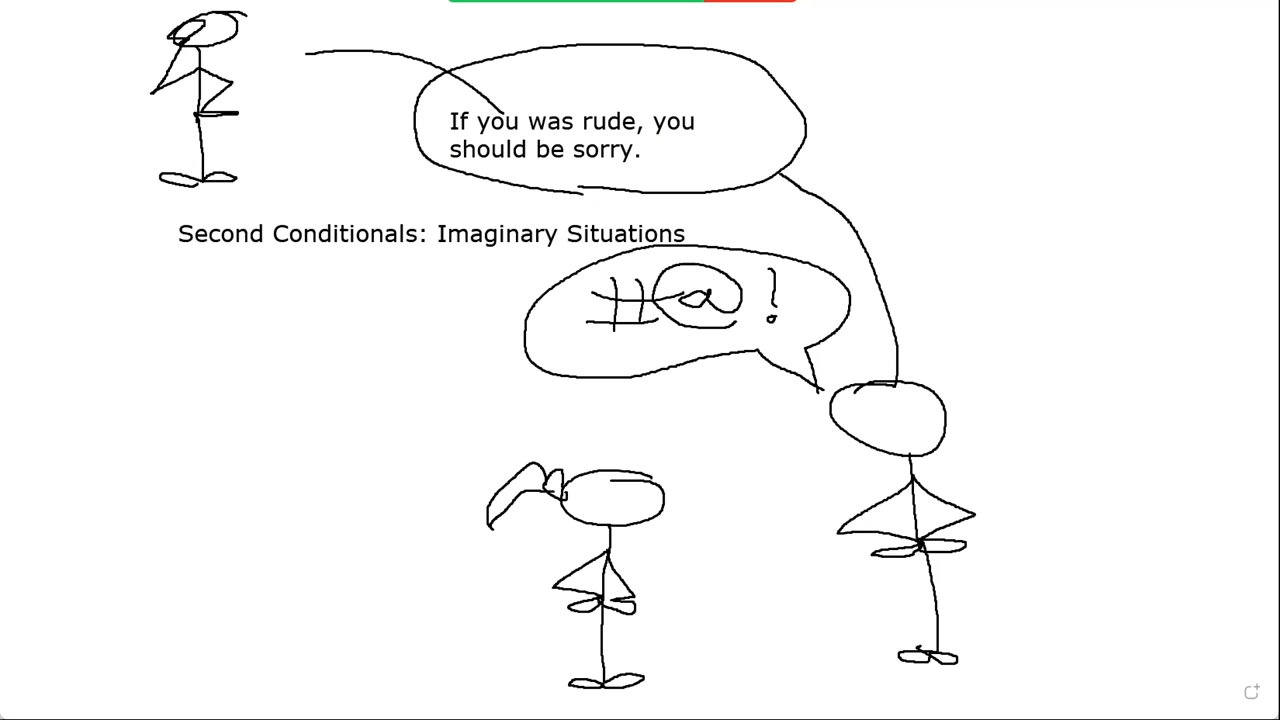 If you was rude, you
should be sorry.
Second Conditionals: Imaginary Situations
#@!